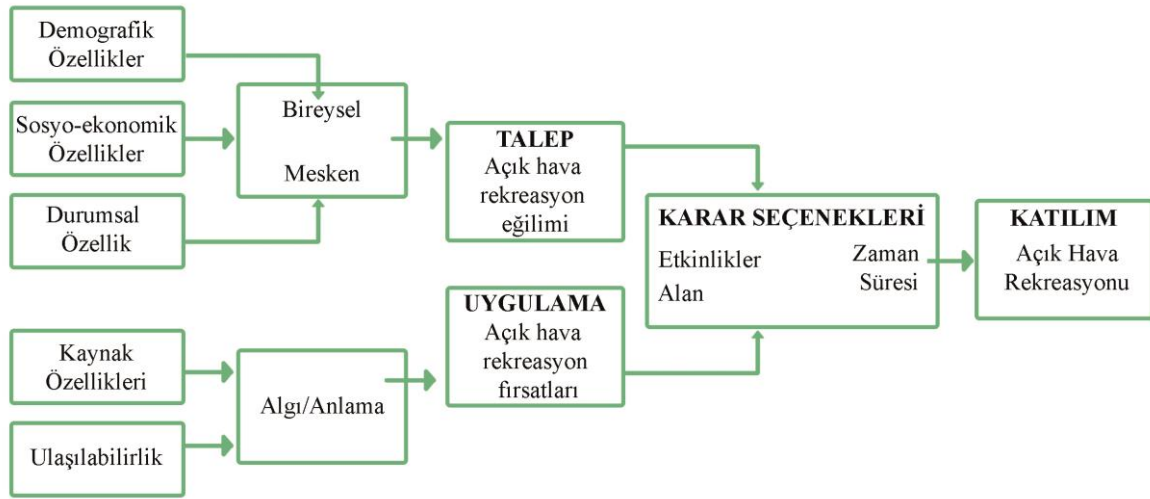 Demografik
Özellikler
Sosyo-ekonomik
Özellikler
Durumsal
Özellik
Bireysel
Mesken
TALEP
Açık hava
rekreasyon
eğilimi
Kaynak
Özellikleri
Ulaşılabilirlik
Algı/Anlama
UYGULAMA
Açık hava
rekreasyon
fırsatları
KARAR SEÇENEKLERİ
Etkinlikler
Alan
Zaman
Süresi
KATILIM
Açık Hava
Rekreasyonu